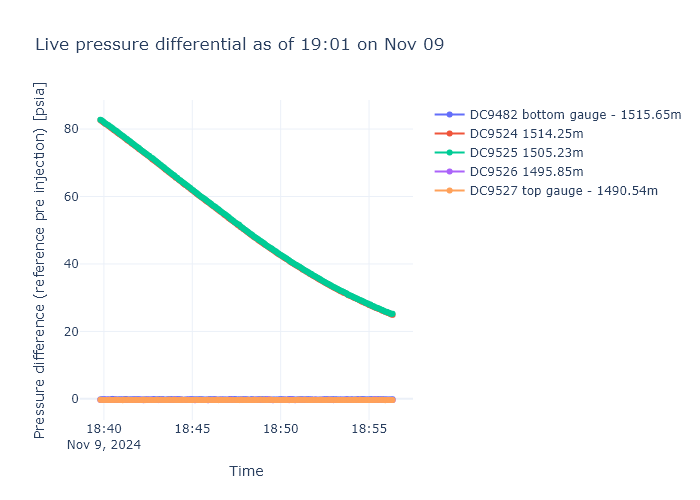 Live pressure differential as of 19:01 on Nov 09
Pressure difference (reference pre injection) [psia]
80
60
40
20
0
18:40
18:45
18:50
18:55
Nov 9, 2024
Time
DC9482 bottom gauge - 1515.65m
DC9524 1514.25m
DC9525 1505.23m
DC9526 1495.85m
DC9527 top gauge - 1490.54m